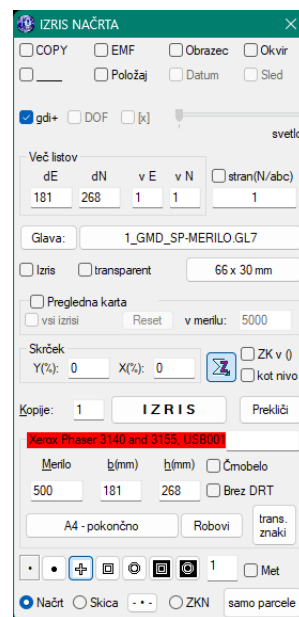 IZRIS NAČRTA
COPY EMF Obrazec Okvir
Položaj Datum Sled
gdi+ DOF [x]
svetlo
Več listov
dE dN v E v N stran(N/abc)
181 268 1 1 1
Glava: 1_GMD_SP-MERILO.GL7
Izris transparent 66 x 30 mm
Pregledna karta
vsi izrisi Reset v merilu: 5000
Skrček
Y(%): 0 X(%): 0 ZK v ()
kot nivo
Kopije: 1 I Z R I S Prekliči
Xerox Phaser 3140 and 3155, USB001
Merilo b(mm) h(mm) Črnobelo
500 181 268 Brez DRT
A4 - pokončno Robovi trans. znaki
1 Met
Načrt Skica ZKN samo parcele